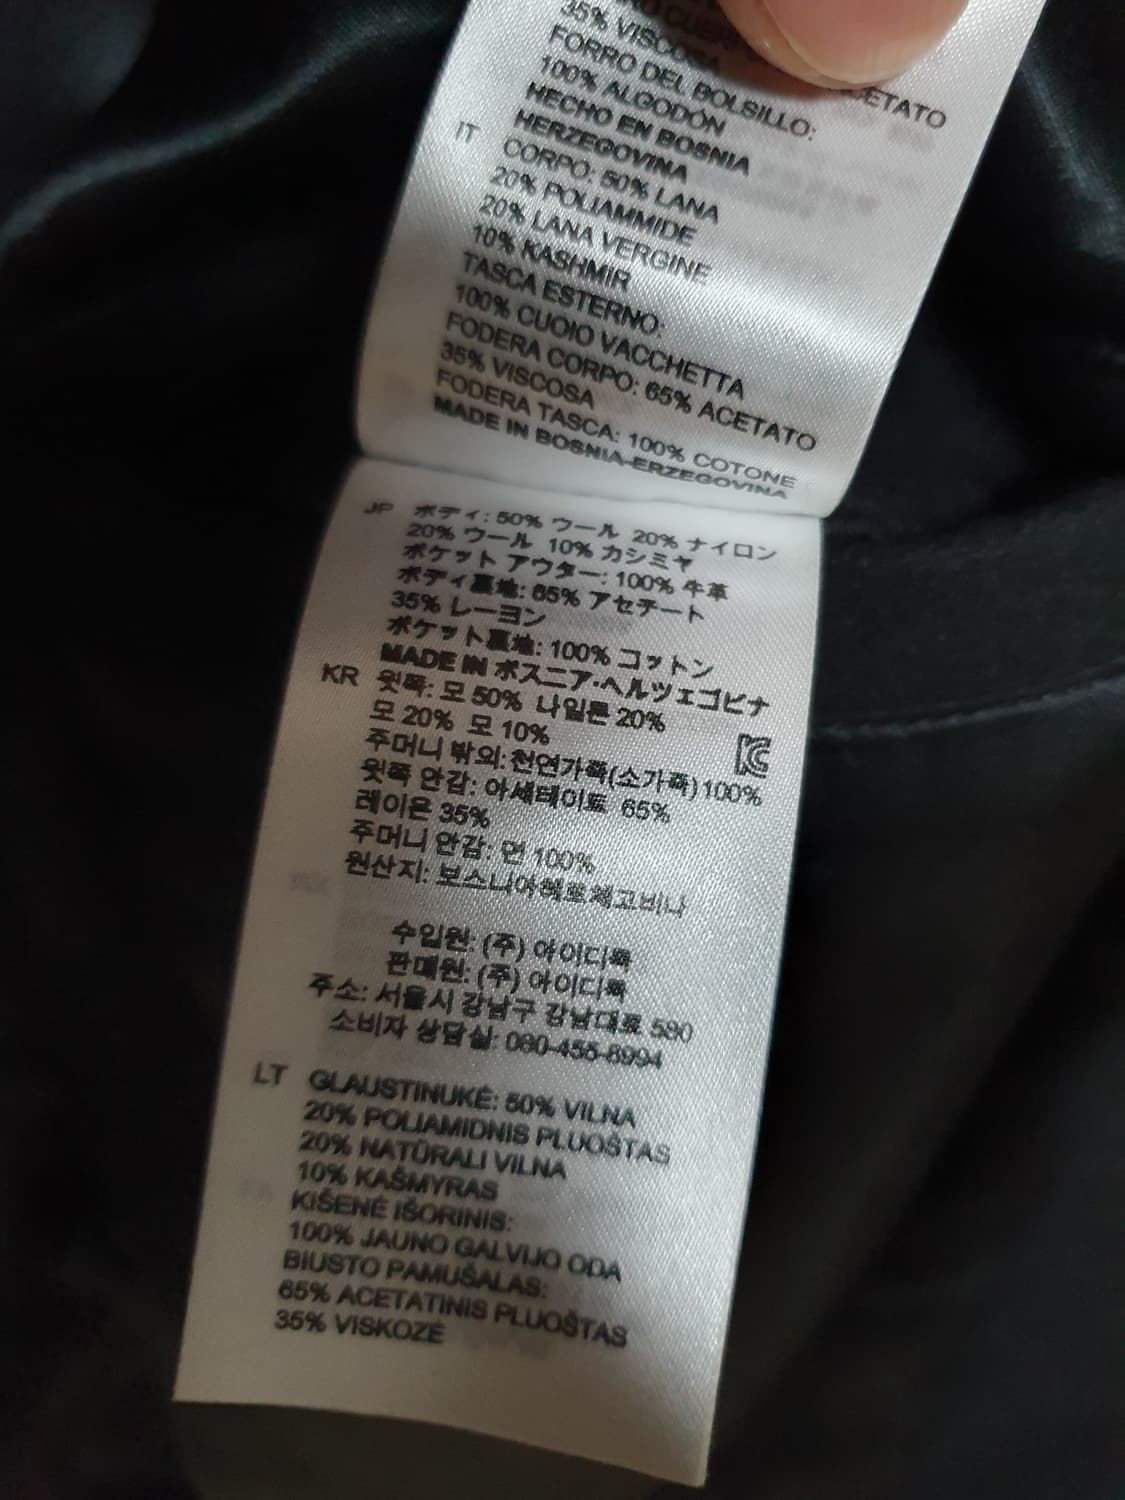 35% VISCOSA
ACETATO
FORRO DEL BOLSILLO:
100% ALGODÓN
HECHO EN BOSNIA
HERZEGOVINA
IT CORPO: 50% LANA
20% POLIAMMIDE
20% LANA VERGINE
10% KASHMIR
TASCA ESTERNO:
100% CUOIO VACCHETTA
FODERA CORPO: 65% ACETATO
35% VISCOSA
FODERA TASCA: 100% COTONE
MADE IN BOSNIA-ERZEGOVINA
JP ボディ: 50% ウール 20% ナイロン
20% ウール 10% カシミヤ
ポケット アウター: 100% 牛革
ボディ裏地: 65% アセテート
35% レーヨン
ポケット裏地: 100% コットン
MADE IN ボスニア·ヘルツェゴビナ
KR 윗쪽: 모 50% 나일론 20%
모 20% 모 10%
주머니 밖외: 천연가죽(소가죽)100%
윗쪽 안감: 아세테이트 65%
레이온 35%
주머니 안감: 면 100%
원산지: 보스니아헤르체고비나
수입원: (주) 아이디룩
판매원: (주) 아이디룩
주소: 서울시 강남구 강남대로 580
소비자 상담실: 080-455-8994
LT GLAUSTINUKĖ: 50% VILNA
20% POLIAMIDNIS PLUOŠTAS
20% NATŪRALI VILNA
10% KAŠMYRAS
KIŠENĖ IŠORINIS:
100% JAUNO GALVIJO ODA
BIUSTO PAMUŠALAS:
65% ACETATINIS PLUOŠTAS
35% VISKOZĖ